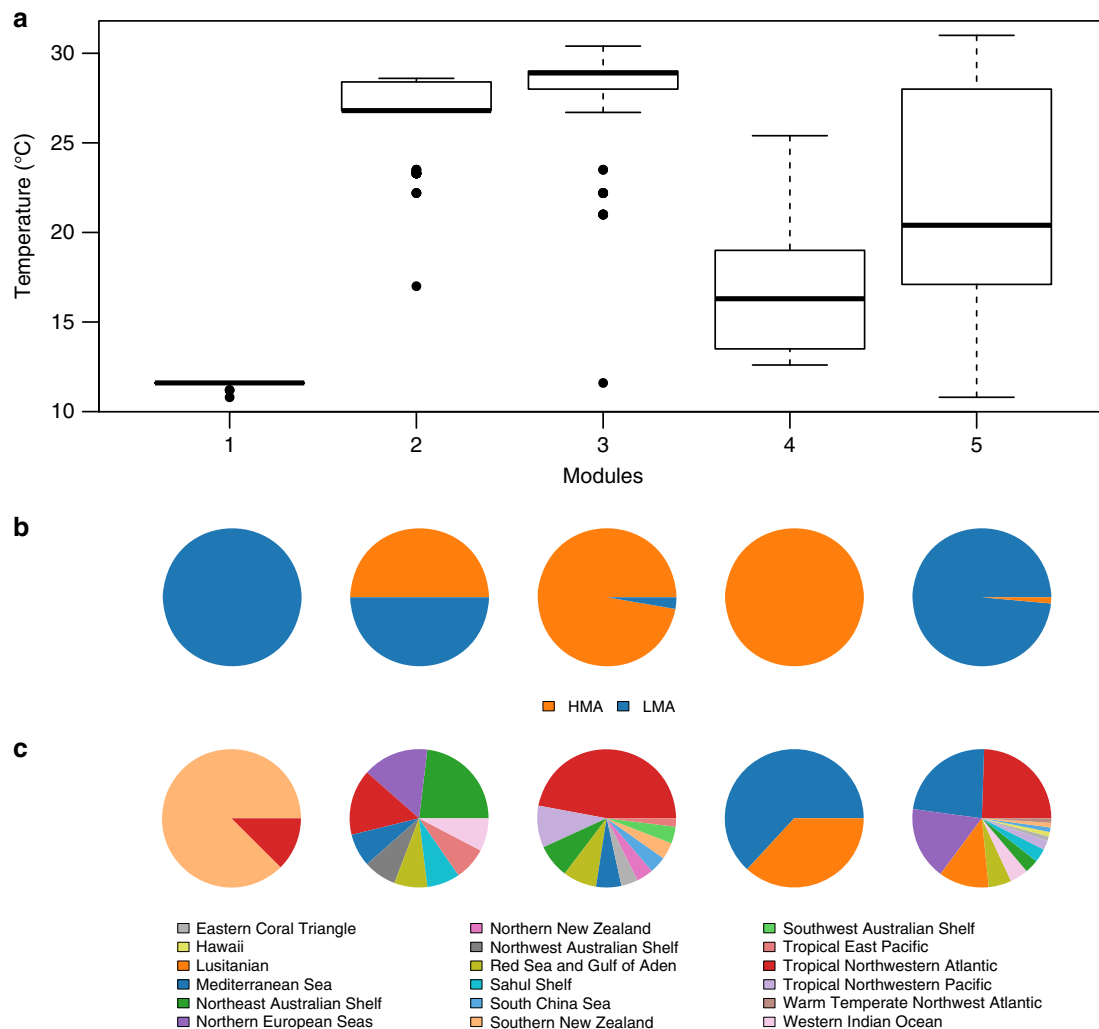 a
Temperature (°C)
30
25
20
15
10
1 2 3 4 5
Modules
b
HMA LMA
c
Eastern Coral Triangle
Hawaii
Lusitanian
Mediterranean Sea
Northeast Australian Shelf
Northern European Seas
Northern New Zealand
Northwest Australian Shelf
Red Sea and Gulf of Aden
Sahul Shelf
South China Sea
Southern New Zealand
Southwest Australian Shelf
Tropical East Pacific
Tropical Northwestern Atlantic
Tropical Northwestern Pacific
Warm Temperate Northwest Atlantic
Western Indian Ocean